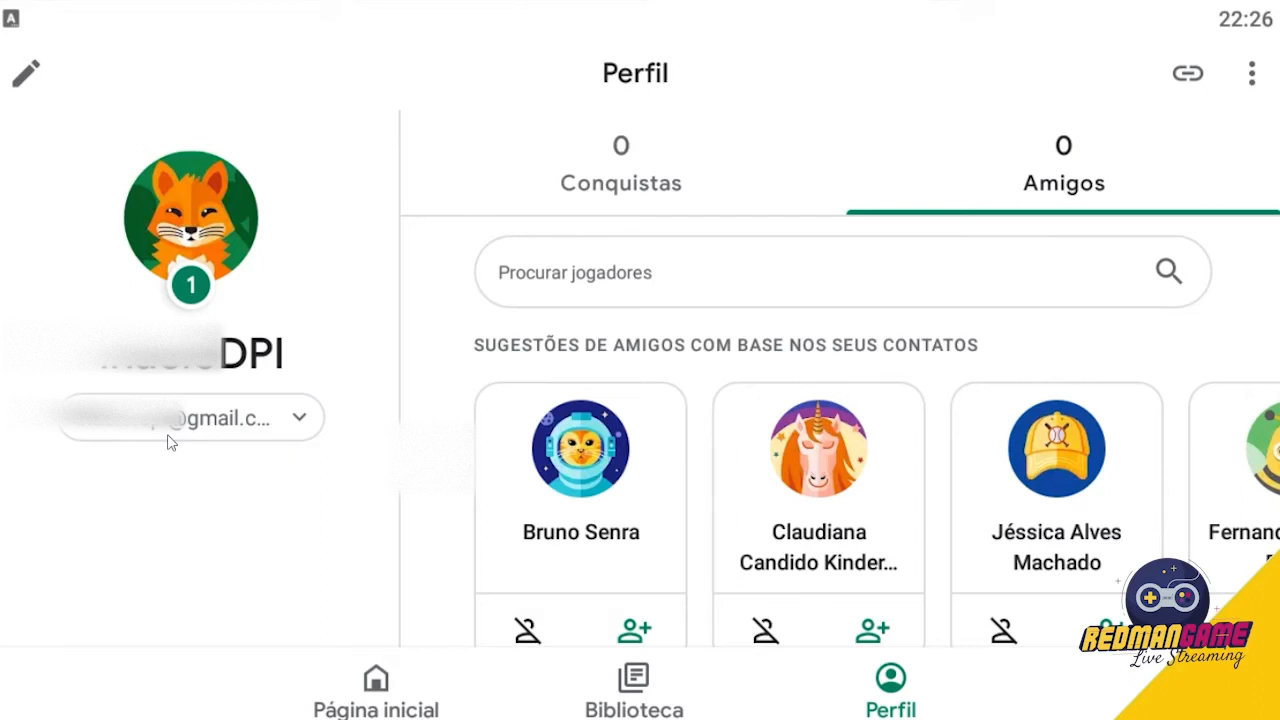 A
22:26
Perfil
0
Conquistas
0
Amigos
1
DPI
@gmail.c...
Procurar jogadores
SUGESTÕES DE AMIGOS COM BASE NOS SEUS CONTATOS
Bruno Senra
Claudiana
Candido Kinder...
Jéssica Alves
Machado
REDMANGAME
Live Streaming
Página inicial
Biblioteca
Perfil